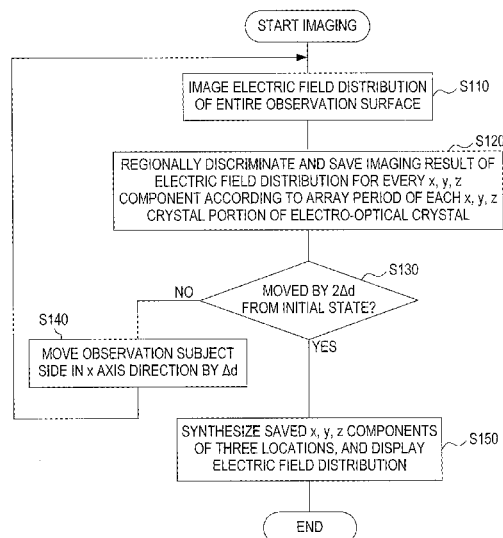 START IMAGING
IMAGE ELECTRIC FIELD DISTRIBUTION
OF ENTIRE OBSERVATION SURFACE
S110
S120
REGIONALLY DISCRIMINATE AND SAVE IMAGING RESULT OF
ELECTRIC FIELD DISTRIBUTION FOR EVERY x, y, z
COMPONENT ACCORDING TO ARRAY PERIOD OF EACH x, y, z
CRYSTAL PORTION OF ELECTRO-OPTICAL CRYSTAL
S130
MOVED BY 2Δd
FROM INITIAL STATE?
NO
YES
S140
MOVE OBSERVATION SUBJECT
SIDE IN x AXIS DIRECTION BY Δd
SYNTHESIZE SAVED x, y, z COMPONENTS
OF THREE LOCATIONS, AND DISPLAY
ELECTRIC FIELD DISTRIBUTION
S150
END